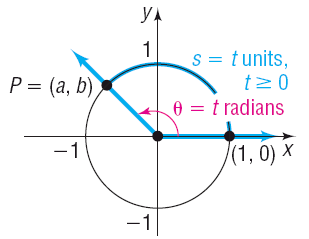 y
1
s = t units,
t ≥ 0
P = (a, b)
θ = t radians
−1
(1, 0)
x
−1